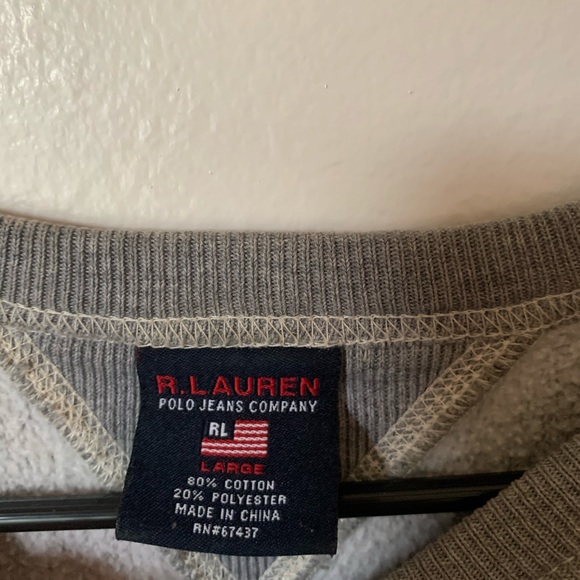 R.LAUREN
POLO JEANS COMPANY
RL
LARGE
80% COTTON
20% POLYESTER
MADE IN CHINA
RN#67437